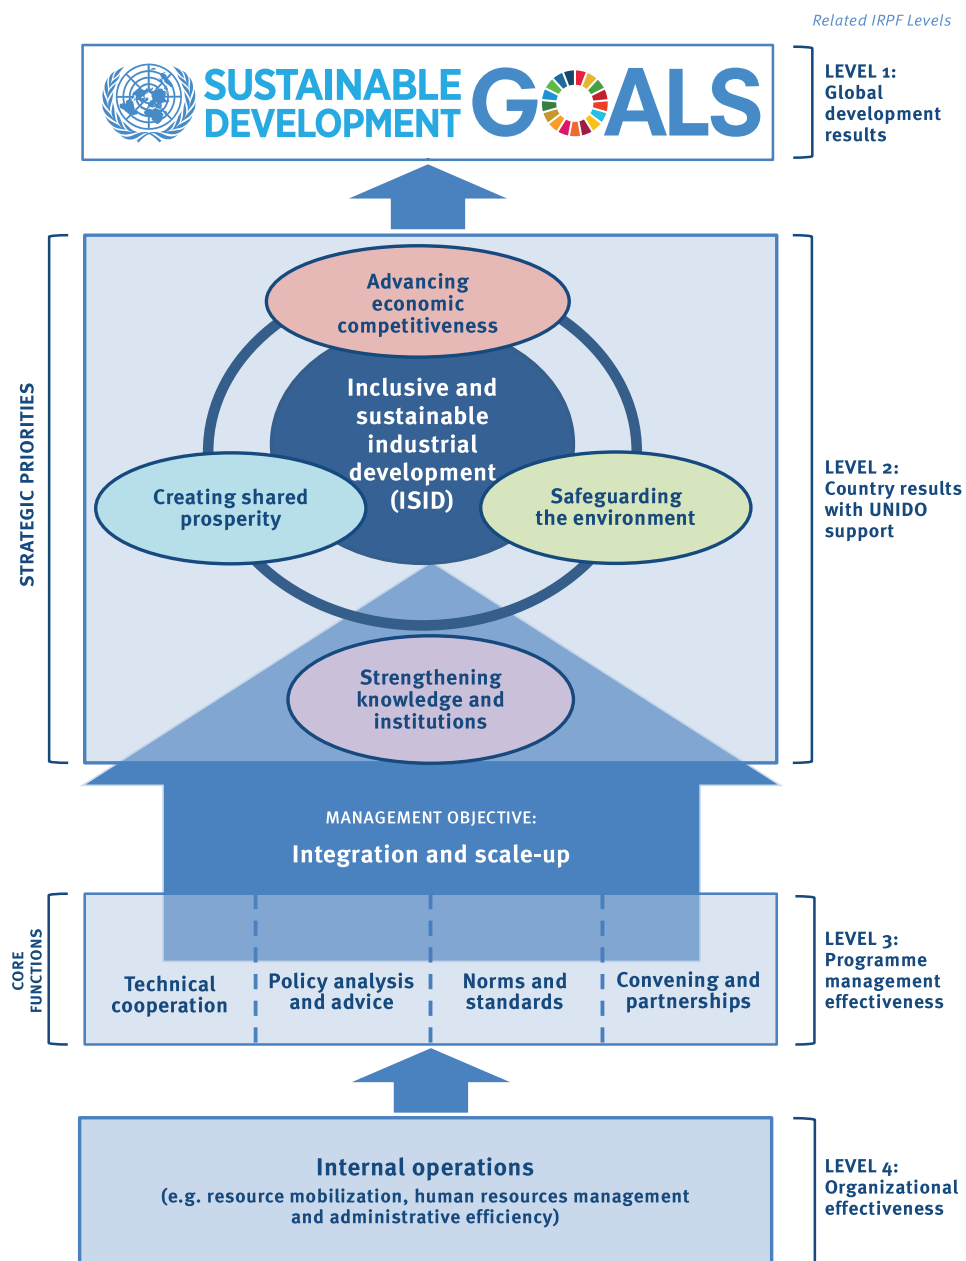 Related IRPF Levels
SUSTAINABLE
DEVELOPMENT
GOALS
LEVEL 1:
Global
development
results
STRATEGIC PRIORITIES
Advancing
economic
competitiveness
Inclusive and
sustainable
industrial
development
(ISID)
Creating shared
prosperity
Safeguarding
the environment
Strengthening
knowledge and
institutions
LEVEL 2:
Country results
with UNIDO
support
MANAGEMENT OBJECTIVE:
Integration and scale-up
CORE
FUNCTIONS
Technical
cooperation
Policy analysis
and advice
Norms and
standards
Convening and
partnerships
LEVEL 3:
Programme
management
effectiveness
Internal operations
(e.g. resource mobilization, human resources management
and administrative efficiency)
LEVEL 4:
Organizational
effectiveness